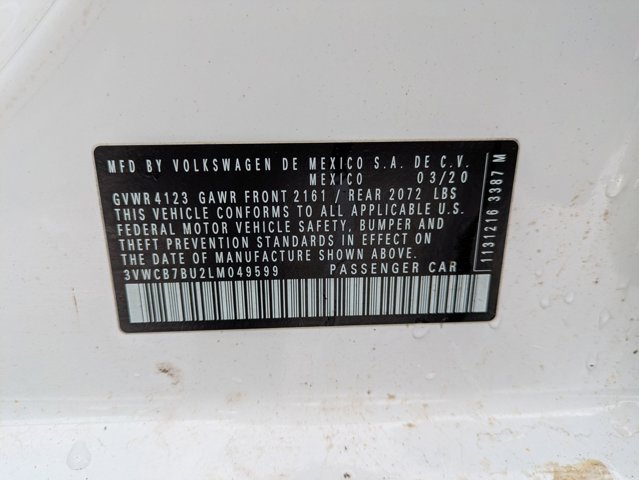 MFD BY VOLKSWAGEN DE MEXICO S.A. DE C.V.
MEXICO 03/20
GVWR 4123 GAWR FRONT 2161 / REAR 2072 LBS
THIS VEHICLE CONFORMS TO ALL APPLICABLE U.S.
FEDERAL MOTOR VEHICLE SAFETY, BUMPER AND
THEFT PREVENTION STANDARDS IN EFFECT ON
THE DATE OF MANUFACTURE SHOWN ABOVE.
3VWCB7BU2LM049599 PASSENGER CAR
1131216 3387 M